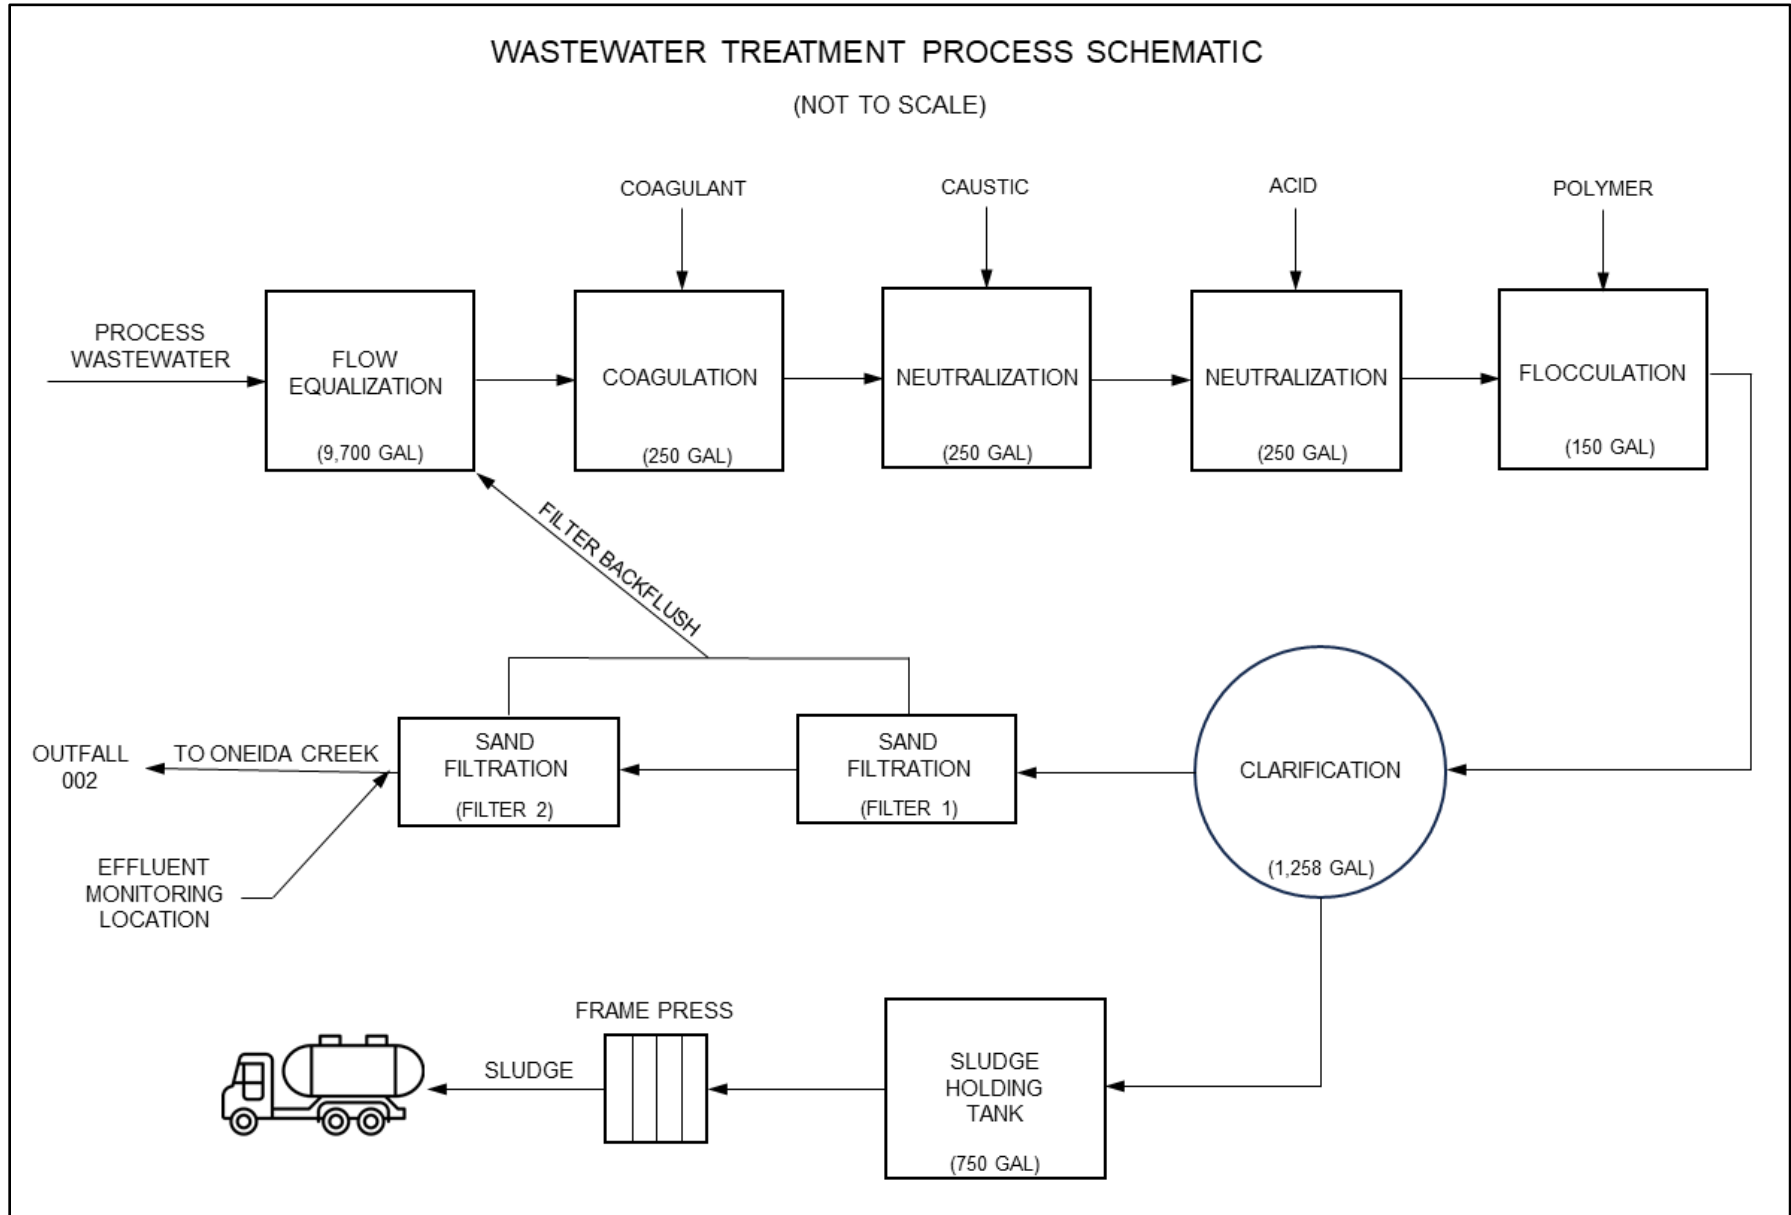 WASTEWATER TREATMENT PROCESS SCHEMATIC
(NOT TO SCALE)
COAGULANT
CAUSTIC
ACID
POLYMER
PROCESS
WASTEWATER
FLOW
EQUALIZATION
(9,700 GAL)
COAGULATION
(250 GAL)
NEUTRALIZATION
(250 GAL)
NEUTRALIZATION
(250 GAL)
FLOCCULATION
(150 GAL)
FILTER BACKFLUSH
OUTFALL
002
TO ONEIDA CREEK
SAND
FILTRATION
(FILTER 2)
SAND
FILTRATION
(FILTER 1)
CLARIFICATION
(1,258 GAL)
EFFLUENT
MONITORING
LOCATION
SLUDGE
FRAME PRESS
SLUDGE
HOLDING
TANK
(750 GAL)